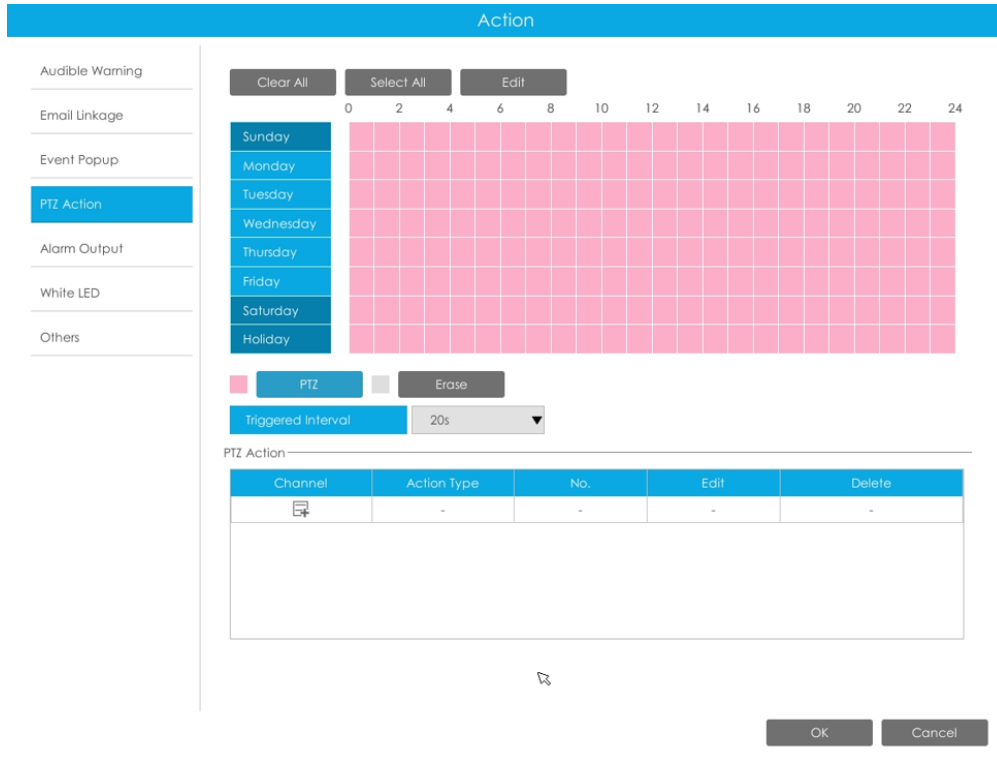 Action
Audible Warning
Email Linkage
Event Popup
PTZ Action
Alarm Output
White LED
Others
Clear All Select All Edit
0 2 4 6 8 10 12 14 16 18 20 22 24
Sunday
Monday
Tuesday
Wednesday
Thursday
Friday
Saturday
Holiday
PTZ Erase
Triggered Interval 20s
PTZ Action
Channel Action Type No. Edit Delete
- - - -
OK Cancel